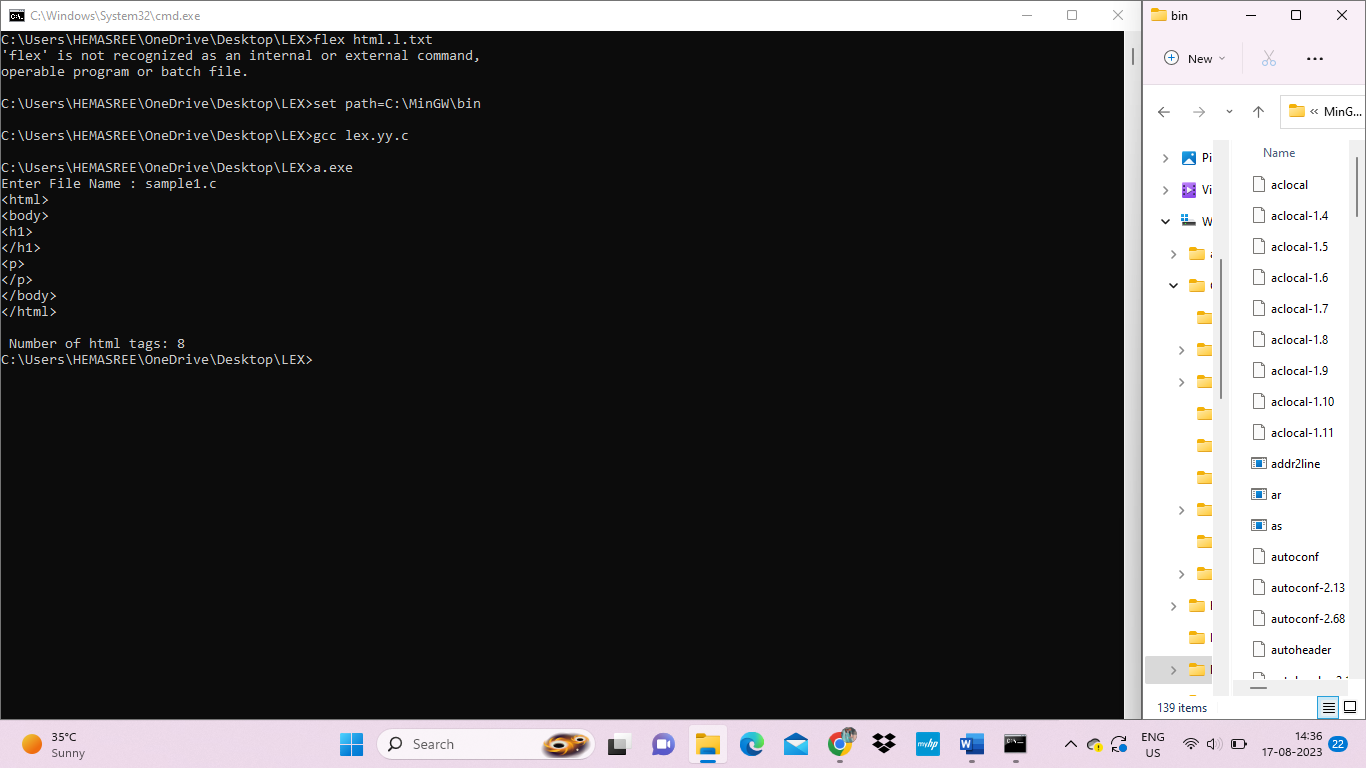 C:\Windows\System32\cmd.exe
C:\Users\HEMASREE\OneDrive\Desktop\LEX>flex html.l.txt
'flex' is not recognized as an internal or external command,
operable program or batch file.
C:\Users\HEMASREE\OneDrive\Desktop\LEX>set path=C:\MinGW\bin
C:\Users\HEMASREE\OneDrive\Desktop\LEX>gcc lex.yy.c
C:\Users\HEMASREE\OneDrive\Desktop\LEX>a.exe
Enter File Name : sample1.c
<html>
<body>
<h1>
</h1>
<p>
</p>
</body>
</html>
Number of html tags: 8
C:\Users\HEMASREE\OneDrive\Desktop\LEX>
bin
New
« MinG...
Pi
Vi
W
Name
aclocal
aclocal-1.4
aclocal-1.5
aclocal-1.6
aclocal-1.7
aclocal-1.8
aclocal-1.9
aclocal-1.10
aclocal-1.11
addr2line
ar
as
autoconf
autoconf-2.13
autoconf-2.68
autoheader
139 items
35°C
Sunny
Search
myhp
ENG
US
14:36
17-08-2023
22